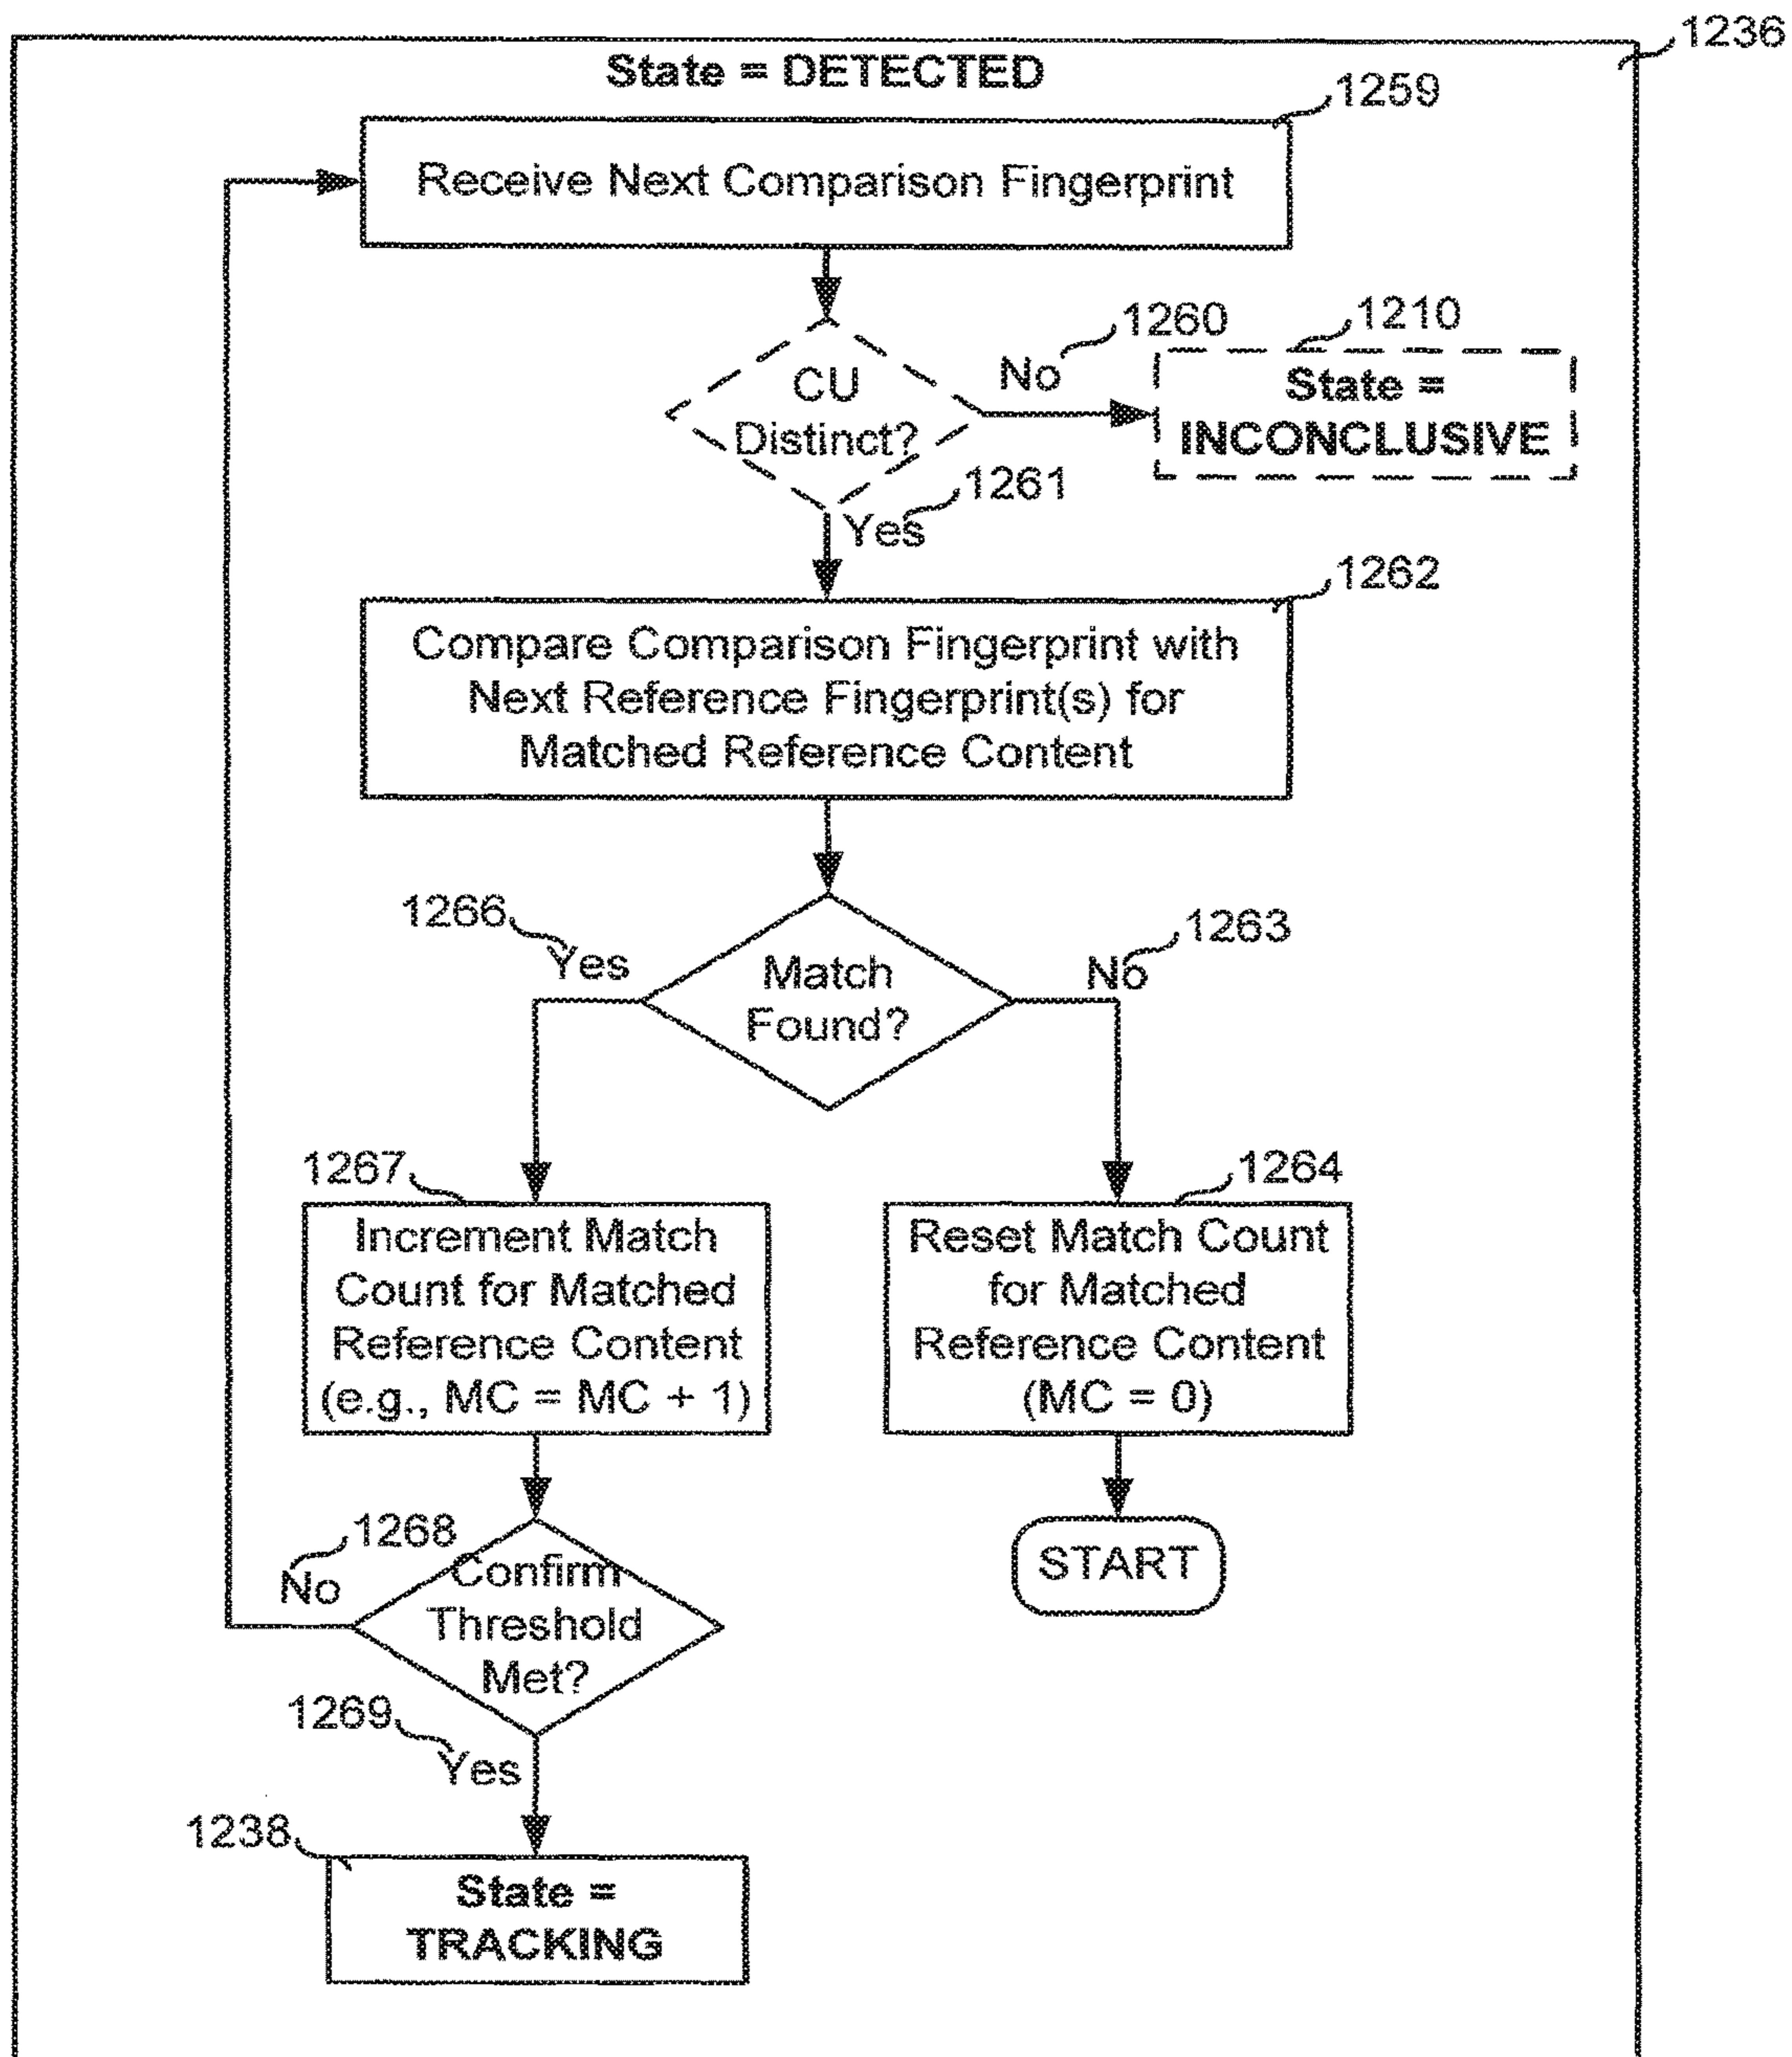 1236
State = DETECTED
1259
Receive Next Comparison Fingerprint
1260
1210
CU
Distinct?
No
State =
INCONCLUSIVE
1261
Yes
1262
Compare Comparison Fingerprint with
Next Reference Fingerprint(s) for
Matched Reference Content
1266
Yes
1263
No
Match
Found?
1267
Increment Match
Count for Matched
Reference Content
(e.g., MC = MC + 1)
1264
Reset Match Count
for Matched
Reference Content
(MC = 0)
1268
No
Confirm
Threshold
Met?
START
1269
Yes
1238
State =
TRACKING